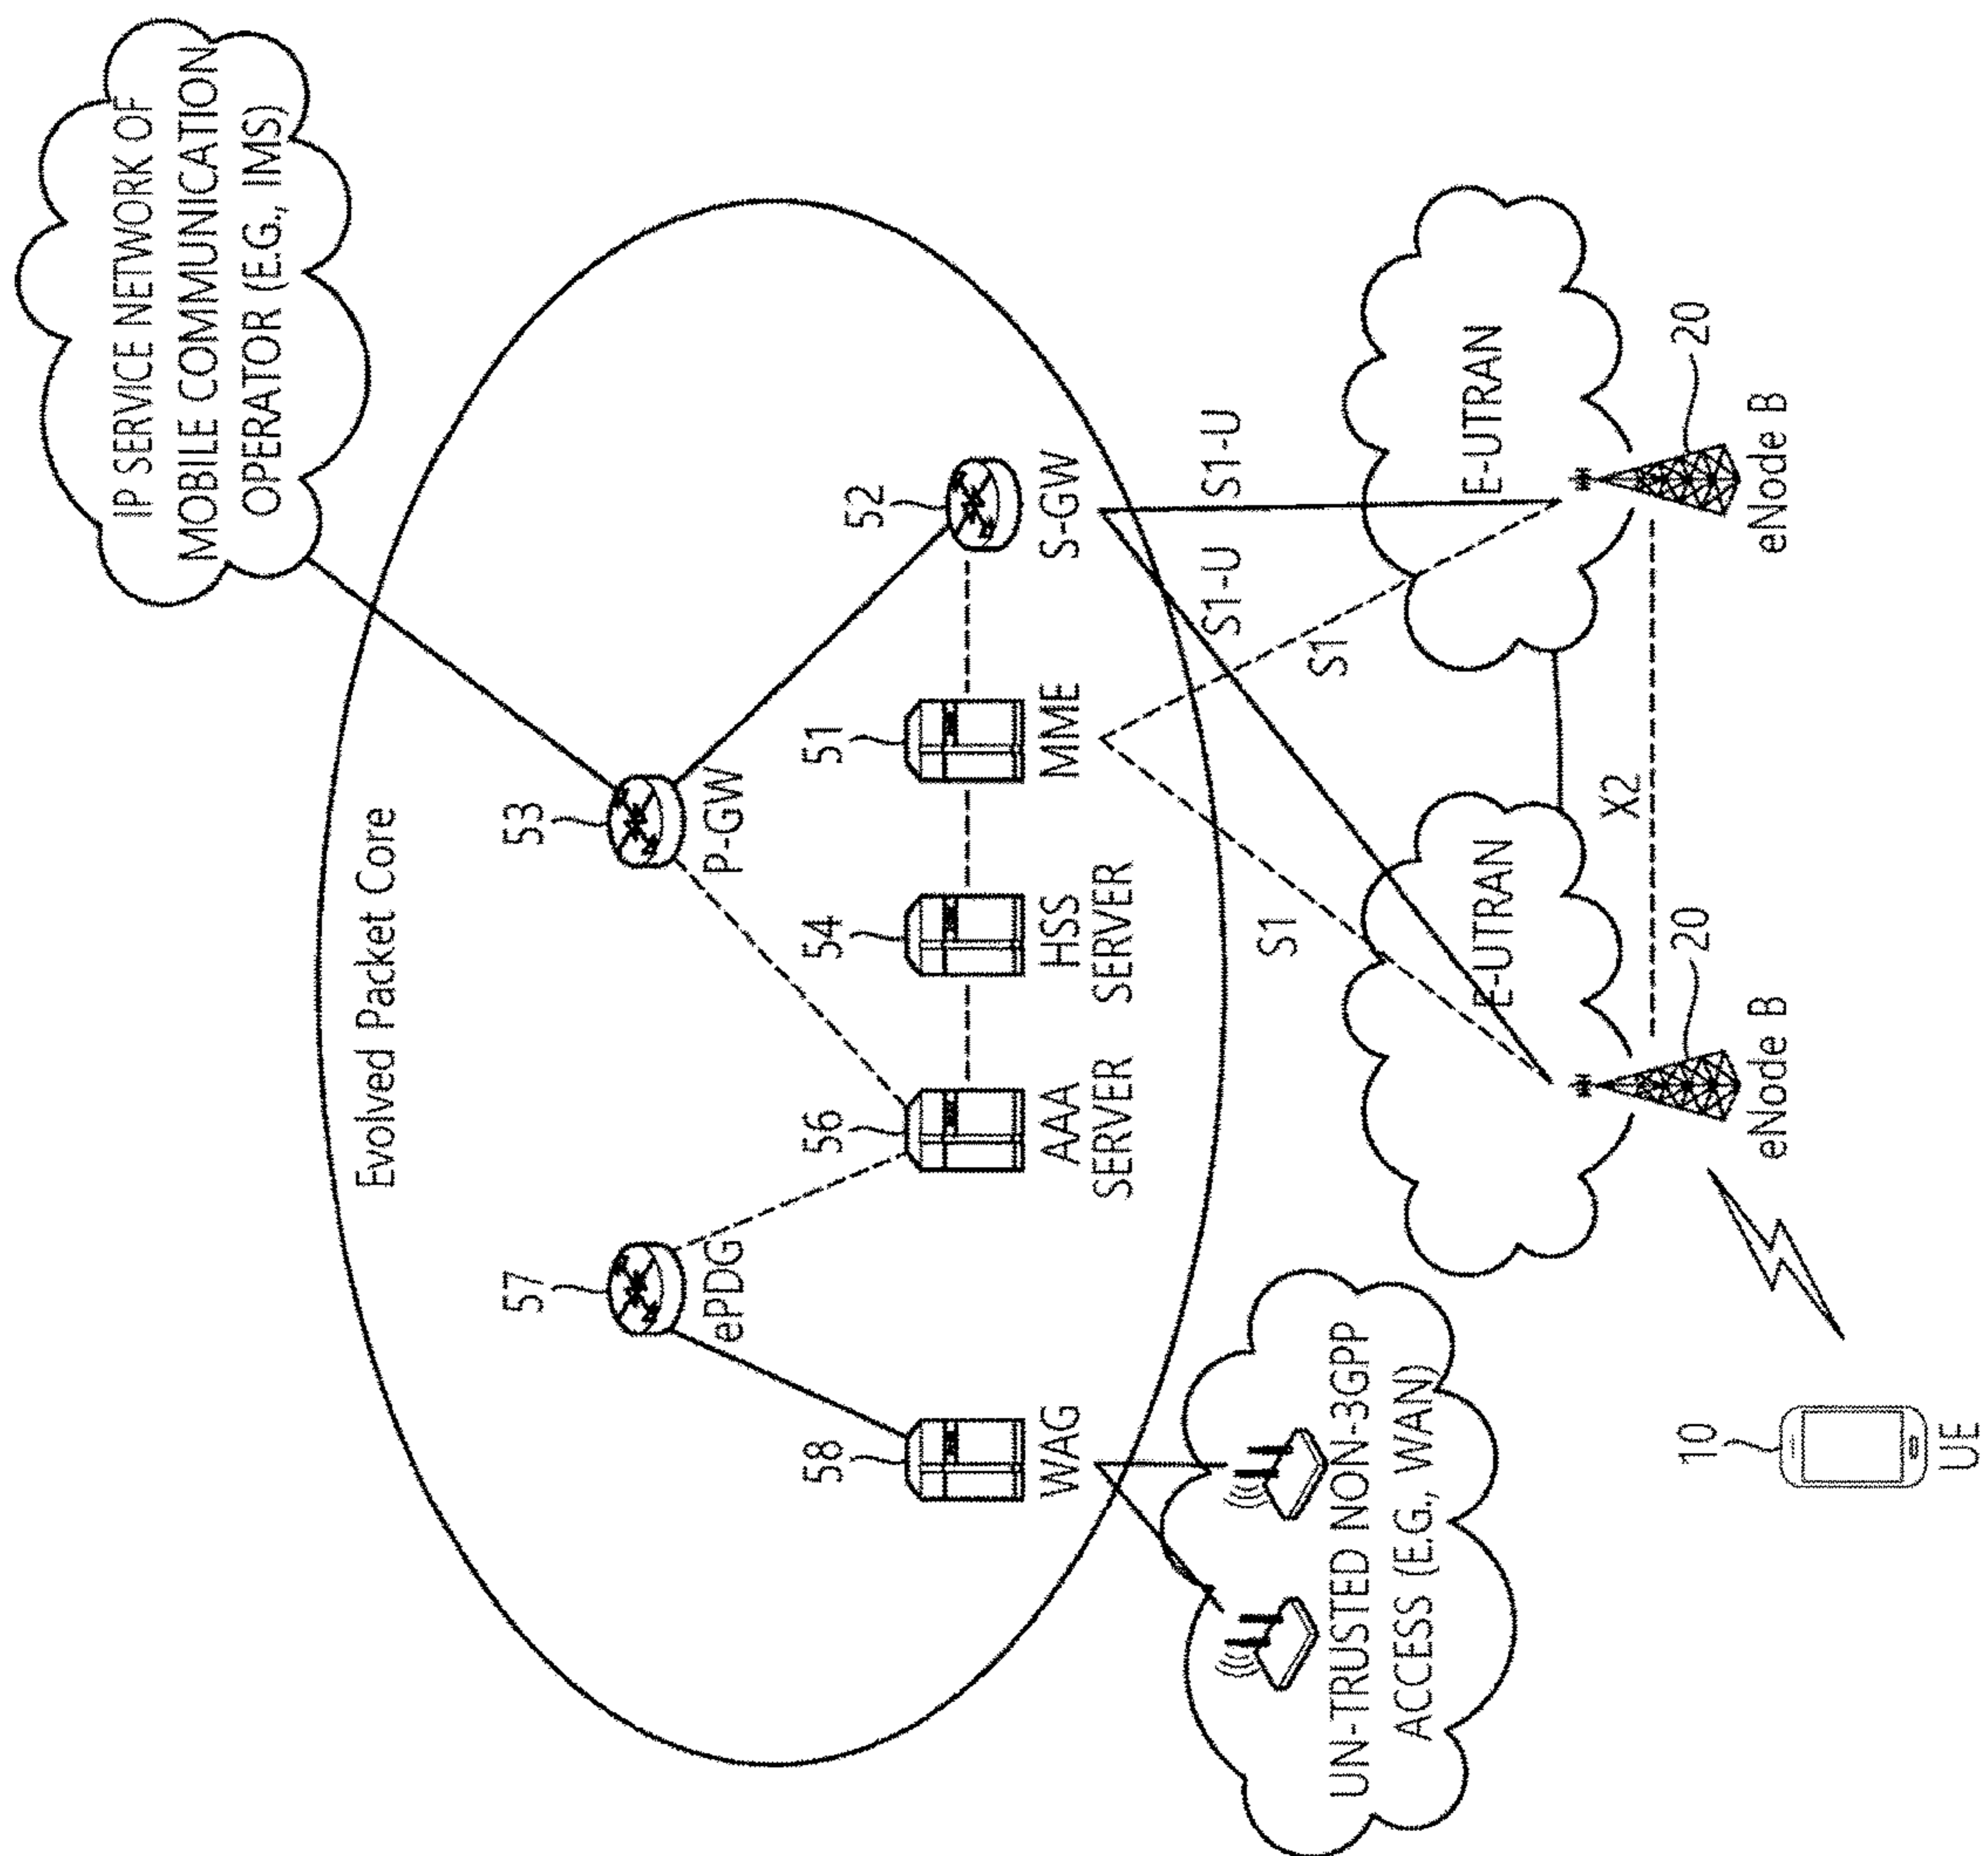 IP SERVICE NETWORK OF
MOBILE COMMUNICATION
OPERATOR (E.G., IMS)
Evolved Packet Core
57
ePDG
53
P-GW
58
WAG
56
AAA
SERVER
54
HSS
SERVER
51
MME
52
S-GW
S1
S1
S1-U
S1-U
UN-TRUSTED NON-3GPP
ACCESS (E.G., WAN)
E-UTRAN
E-UTRAN
X2
20
eNode B
20
eNode B
10
UE